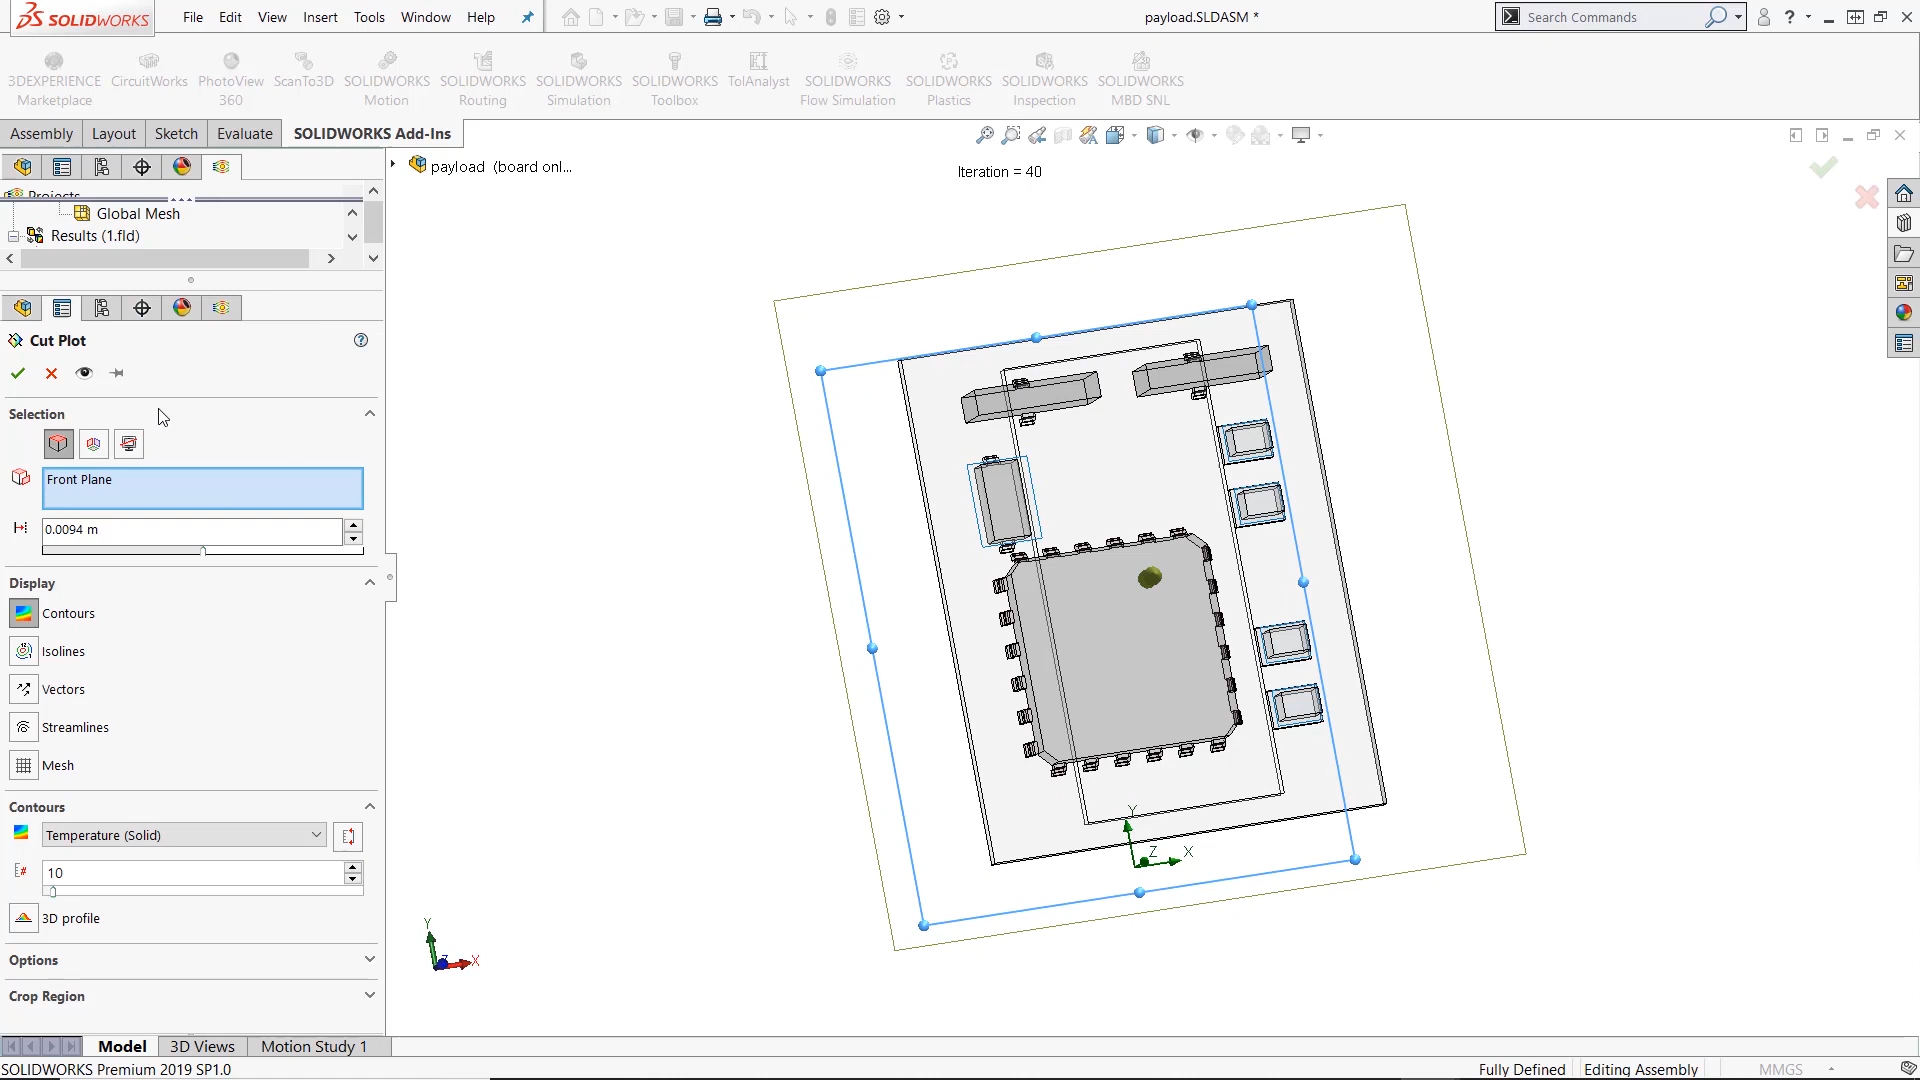 SOLIDWORKS
File Edit View Insert Tools Window Help
payload.SLDASM *
Search Commands
?
3DEXPERIENCE Marketplace
CircuitWorks
PhotoView 360
ScanTo3D
SOLIDWORKS Motion
SOLIDWORKS Routing
SOLIDWORKS Simulation
SOLIDWORKS Toolbox
TolAnalyst
SOLIDWORKS Flow Simulation
SOLIDWORKS Plastics
SOLIDWORKS Inspection
SOLIDWORKS MBD SNL
Assembly Layout Sketch Evaluate SOLIDWORKS Add-Ins
payload (board onl...
Iteration = 40
Projects
Global Mesh
Results (1.fld)
Cut Plot
Selection
Front Plane
0.0094 m
Display
Contours
Isolines
Vectors
Streamlines
Mesh
Contours
Temperature (Solid)
10
3D profile
Options
Crop Region
Y
Z X
Y
Z X
Model 3D Views Motion Study 1
SOLIDWORKS Premium 2019 SP1.0
Fully Defined Editing Assembly MMGS